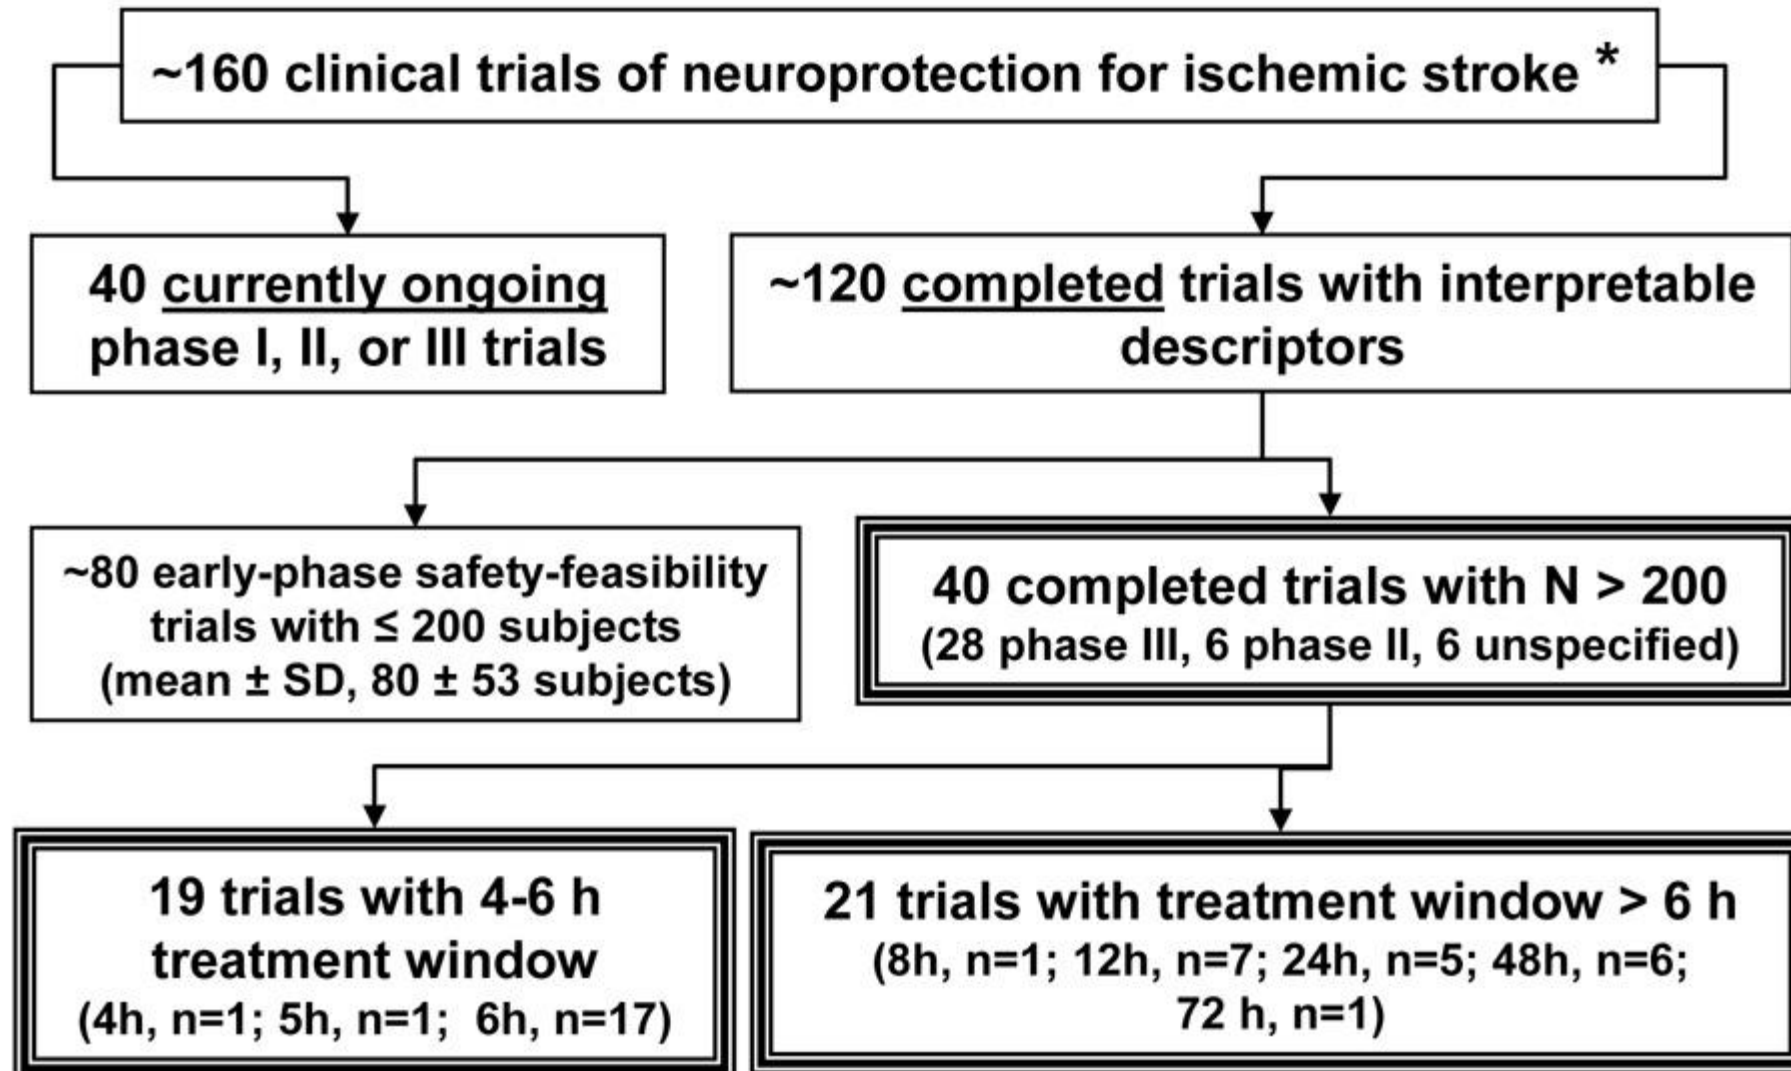 ~160 clinical trials of neuroprotection for ischemic stroke *
40 currently ongoing
phase I, II, or III trials
~120 completed trials with interpretable
descriptors
~80 early-phase safety-feasibility
trials with ≤ 200 subjects
(mean ± SD, 80 ± 53 subjects)
40 completed trials with N > 200
(28 phase III, 6 phase II, 6 unspecified)
19 trials with 4-6 h
treatment window
(4h, n=1; 5h, n=1; 6h, n=17)
21 trials with treatment window > 6 h
(8h, n=1; 12h, n=7; 24h, n=5; 48h, n=6;
72 h, n=1)